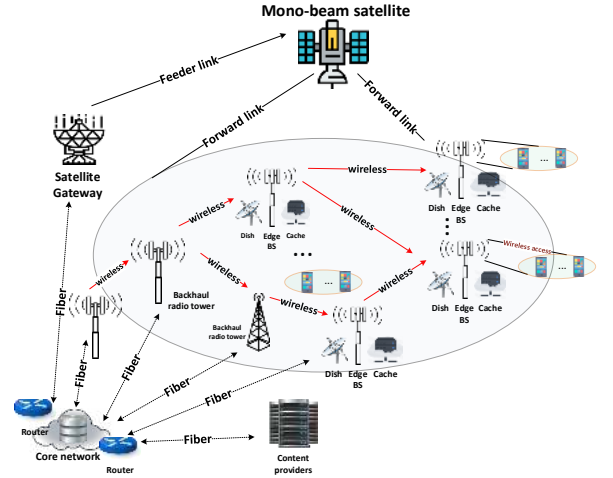 Mono-beam satellite
Feeder link
Forward link
Forward link
Satellite
Gateway
wireless
wireless
wireless
Dish
Edge
BS
Cache
Dish
Edge
BS
Cache
...
...
wireless
wireless
Wireless access
...
wireless
Backhaul
radio tower
...
wireless
wireless
Dish
Edge
BS
Cache
Backhaul
radio tower
Dish
Edge
BS
Cache
Fiber
Fiber
Fiber
Fiber
Fiber
Fiber
Router
Core network
Router
Content
providers